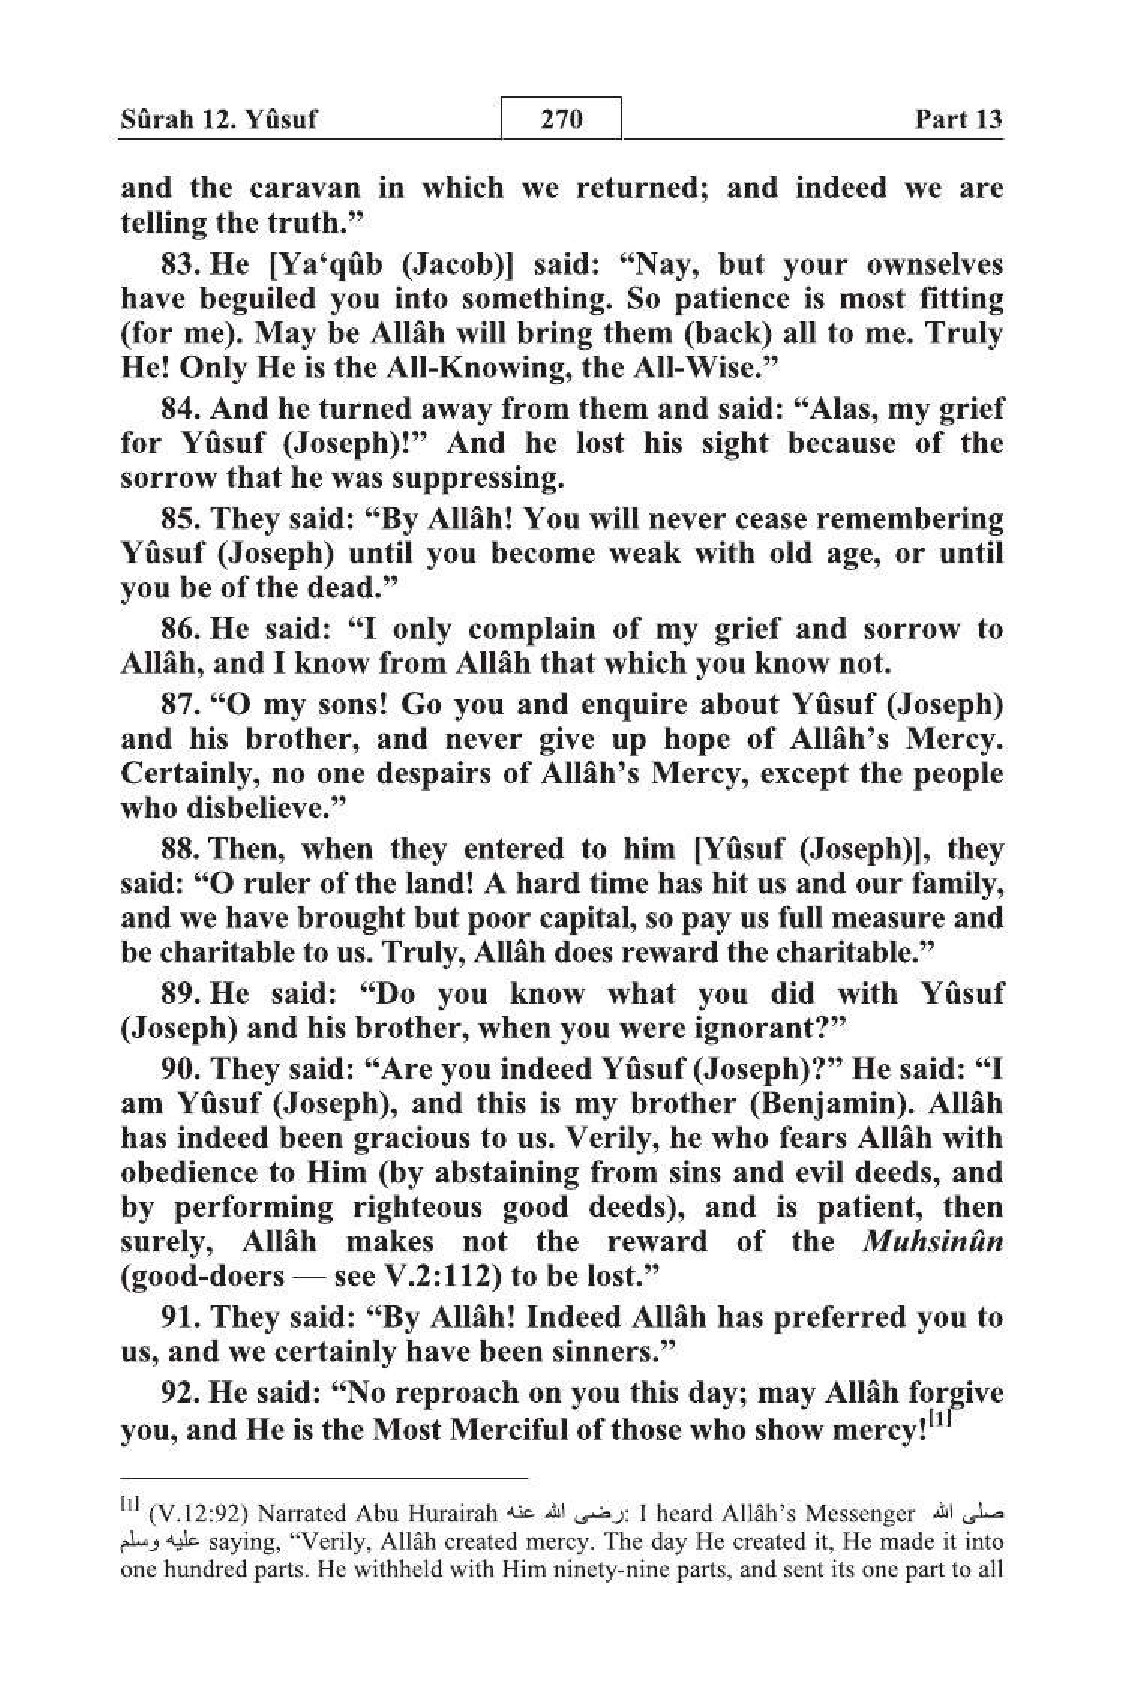 Sûrah 12. Yûsuf 270 Part 13
and the caravan in which we returned; and indeed we are
telling the truth.”
83. He [Ya‘qûb (Jacob)] said: “Nay, but your ownselves
have beguiled you into something. So patience is most fitting
(for me). May be Allâh will bring them (back) all to me. Truly
He! Only He is the All-Knowing, the All-Wise.”
84. And he turned away from them and said: “Alas, my grief
for Yûsuf (Joseph)!” And he lost his sight because of the
sorrow that he was suppressing.
85. They said: “By Allâh! You will never cease remembering
Yûsuf (Joseph) until you become weak with old age, or until
you be of the dead.”
86. He said: “I only complain of my grief and sorrow to
Allâh, and I know from Allâh that which you know not.
87. “O my sons! Go you and enquire about Yûsuf (Joseph)
and his brother, and never give up hope of Allâh’s Mercy.
Certainly, no one despairs of Allâh’s Mercy, except the people
who disbelieve.”
88. Then, when they entered to him [Yûsuf (Joseph)], they
said: “O ruler of the land! A hard time has hit us and our family,
and we have brought but poor capital, so pay us full measure and
be charitable to us. Truly, Allâh does reward the charitable.”
89. He said: “Do you know what you did with Yûsuf
(Joseph) and his brother, when you were ignorant?”
90. They said: “Are you indeed Yûsuf (Joseph)?” He said: “I
am Yûsuf (Joseph), and this is my brother (Benjamin). Allâh
has indeed been gracious to us. Verily, he who fears Allâh with
obedience to Him (by abstaining from sins and evil deeds, and
by performing righteous good deeds), and is patient, then
surely, Allâh makes not the reward of the Muhsinûn
(good-doers — see V.2:112) to be lost.”
91. They said: “By Allâh! Indeed Allâh has preferred you to
us, and we certainly have been sinners.”
92. He said: “No reproach on you this day; may Allâh forgive
you, and He is the Most Merciful of those who show mercy![1]
[1] (V.12:92) Narrated Abu Hurairah رضى الله عنه: I heard Allâh’s Messenger صلى الله
عليه وسلم saying, “Verily, Allâh created mercy. The day He created it, He made it into
one hundred parts. He withheld with Him ninety-nine parts, and sent its one part to all